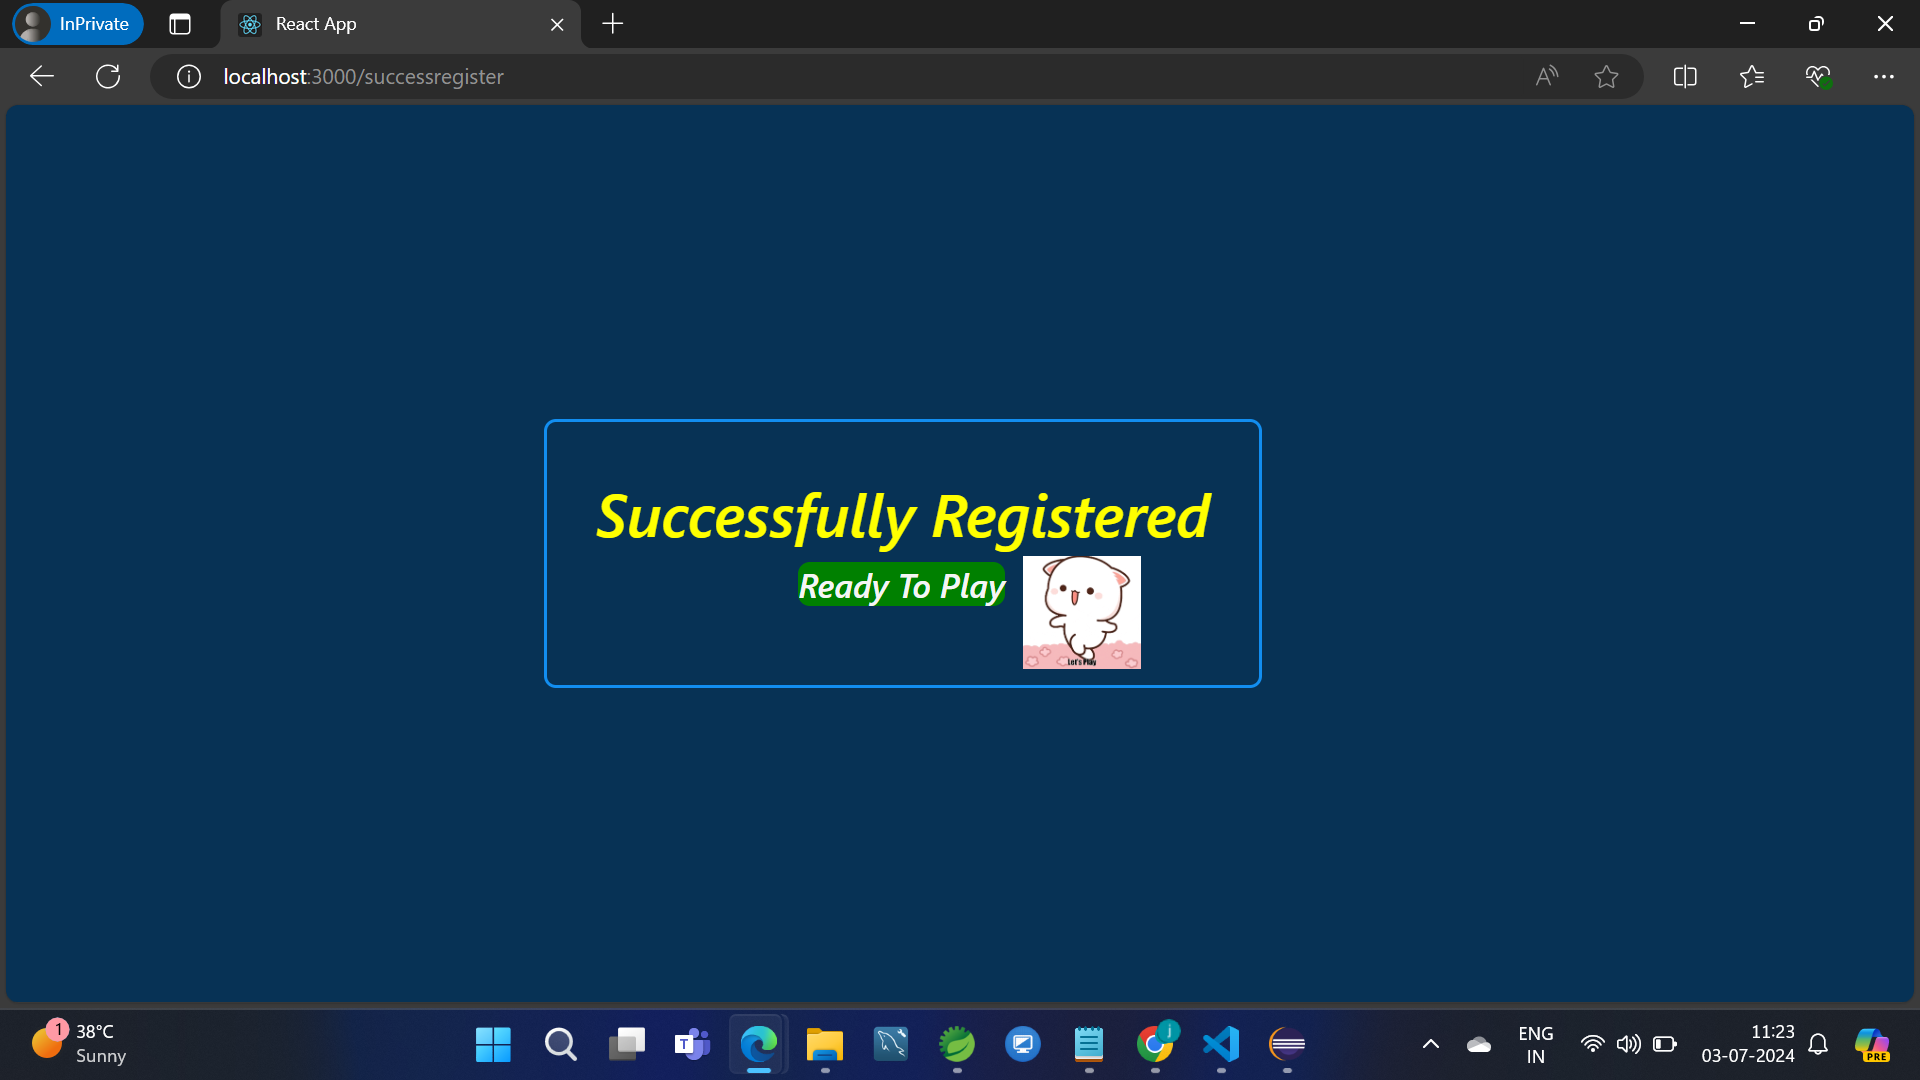 InPrivate
React App
localhost:3000/successregister
Successfully Registered
Ready To Play
Let's Play
1
38°C
Sunny
T
j
ENG
IN
11:23
03-07-2024
PRE